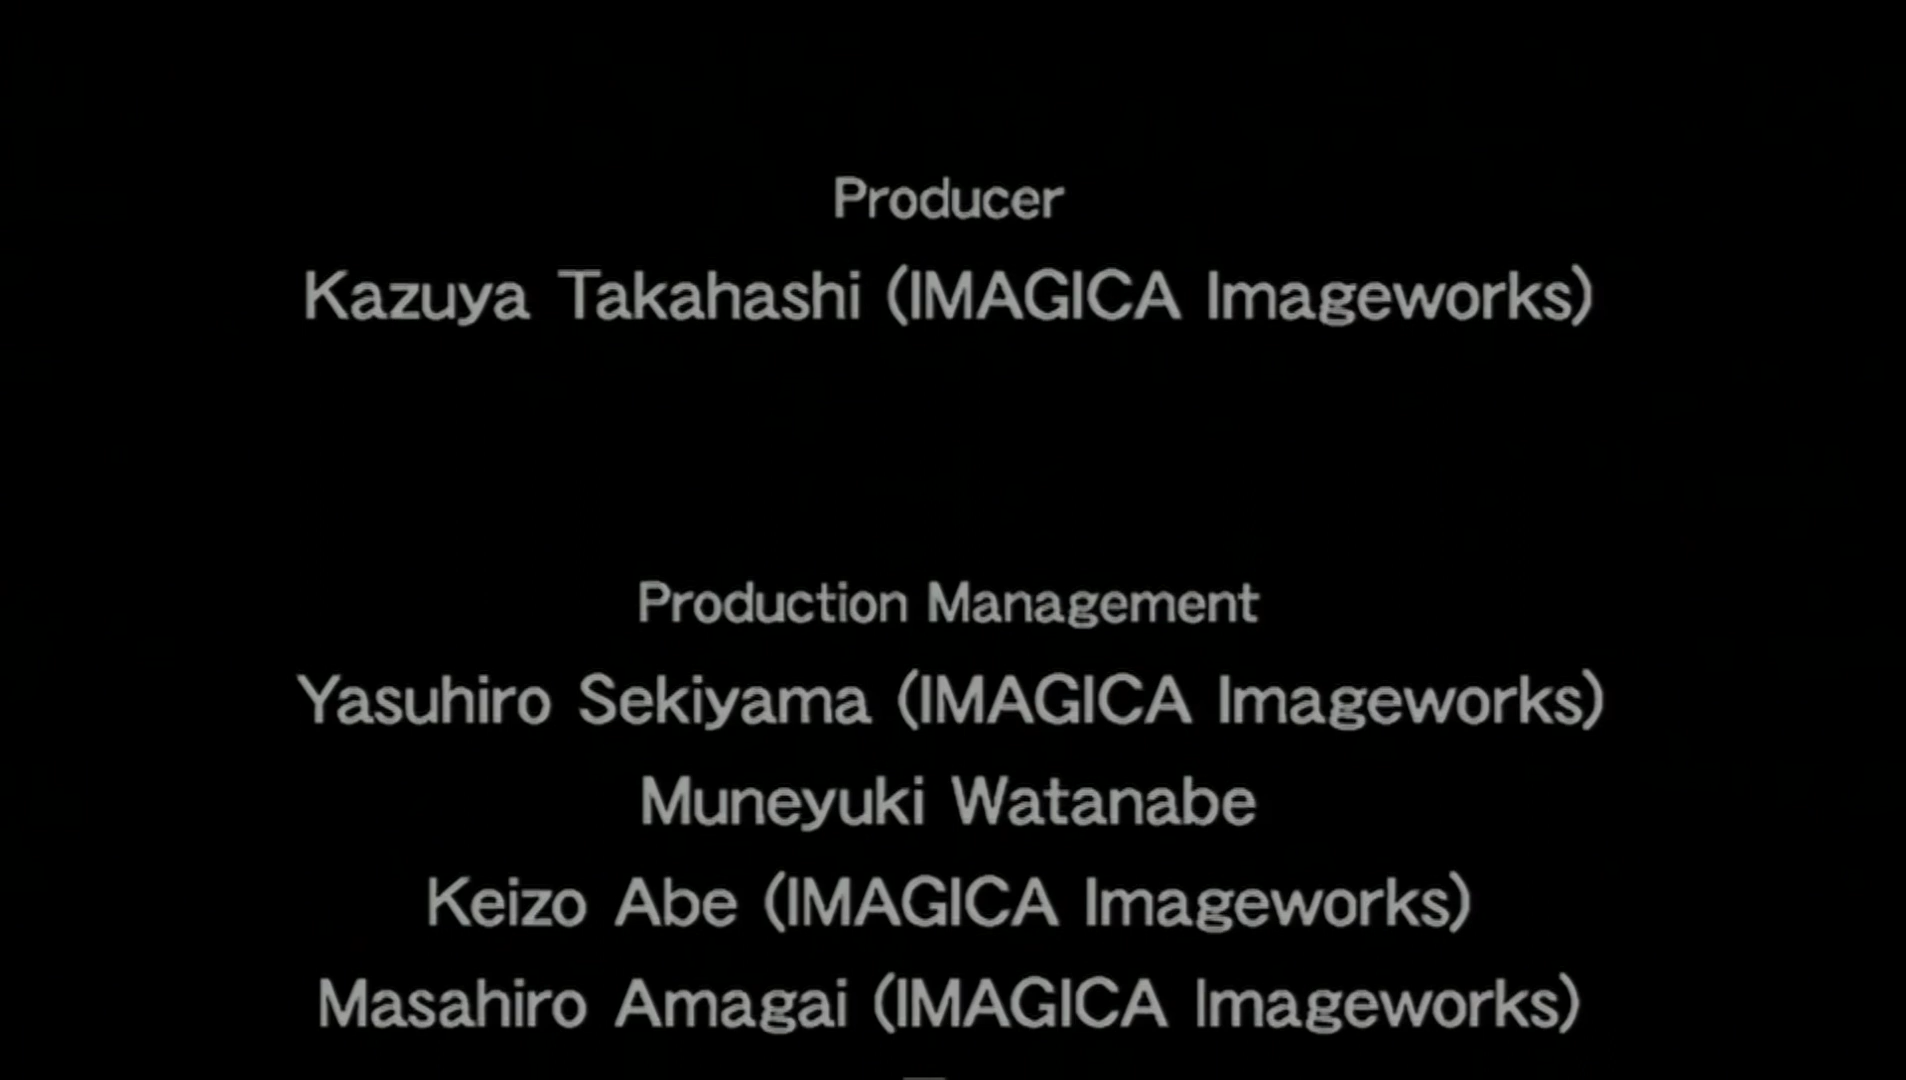 Producer
Kazuya Takahashi (IMAGICA Imageworks)
Production Management
Yasuhiro Sekiyama (IMAGICA Imageworks)
Muneyuki Watanabe
Keizo Abe (IMAGICA Imageworks)
Masahiro Amagai (IMAGICA Imageworks)